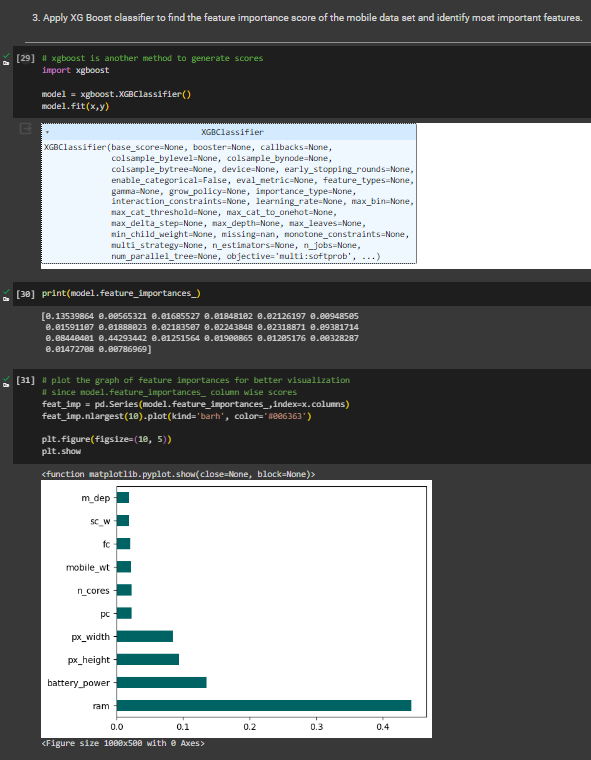 3. Apply XG Boost classifier to find the feature importance score of the mobile data set and identify most important features.
[29] # xgboost is another method to generate scores
import xgboost
model = xgboost.XGBClassifier()
model.fit(x,y)
XGBClassifier
XGBClassifier(base_score=None, booster=None, callbacks=None,
colsample_bylevel=None, colsample_bynode=None,
colsample_bytree=None, device=None, early_stopping_rounds=None,
enable_categorical=False, eval_metric=None, feature_types=None,
gamma=None, grow_policy=None, importance_type=None,
interaction_constraints=None, learning_rate=None, max_bin=None,
max_cat_threshold=None, max_cat_to_onehot=None,
max_delta_step=None, max_depth=None, max_leaves=None,
min_child_weight=None, missing=nan, monotone_constraints=None,
multi_strategy=None, n_estimators=None, n_jobs=None,
num_parallel_tree=None, objective='multi:softprob', ...)
[30] print(model.feature_importances_)
[0.13539864 0.00565321 0.01685527 0.01848102 0.02126197 0.00948505
0.01591107 0.01888023 0.02183507 0.02243848 0.02318871 0.09381714
0.08440401 0.44293442 0.01251564 0.01900865 0.01205176 0.00328287
0.01472708 0.00786969]
[31] # plot the graph of feature importances for better visualization
# since model.feature_importances_ column wise scores
feat_imp = pd.Series(model.feature_importances_,index=x.columns)
feat_imp.nlargest(10).plot(kind='barh', color='#006363')
plt.figure(figsize=(10, 5))
plt.show
<function matplotlib.pyplot.show(close=None, block=None)>
m_dep
sc_w
fc
mobile_wt
n_cores
pc
px_width
px_height
battery_power
ram
0.0 0.1 0.2 0.3 0.4
<Figure size 1000x500 with 0 Axes>